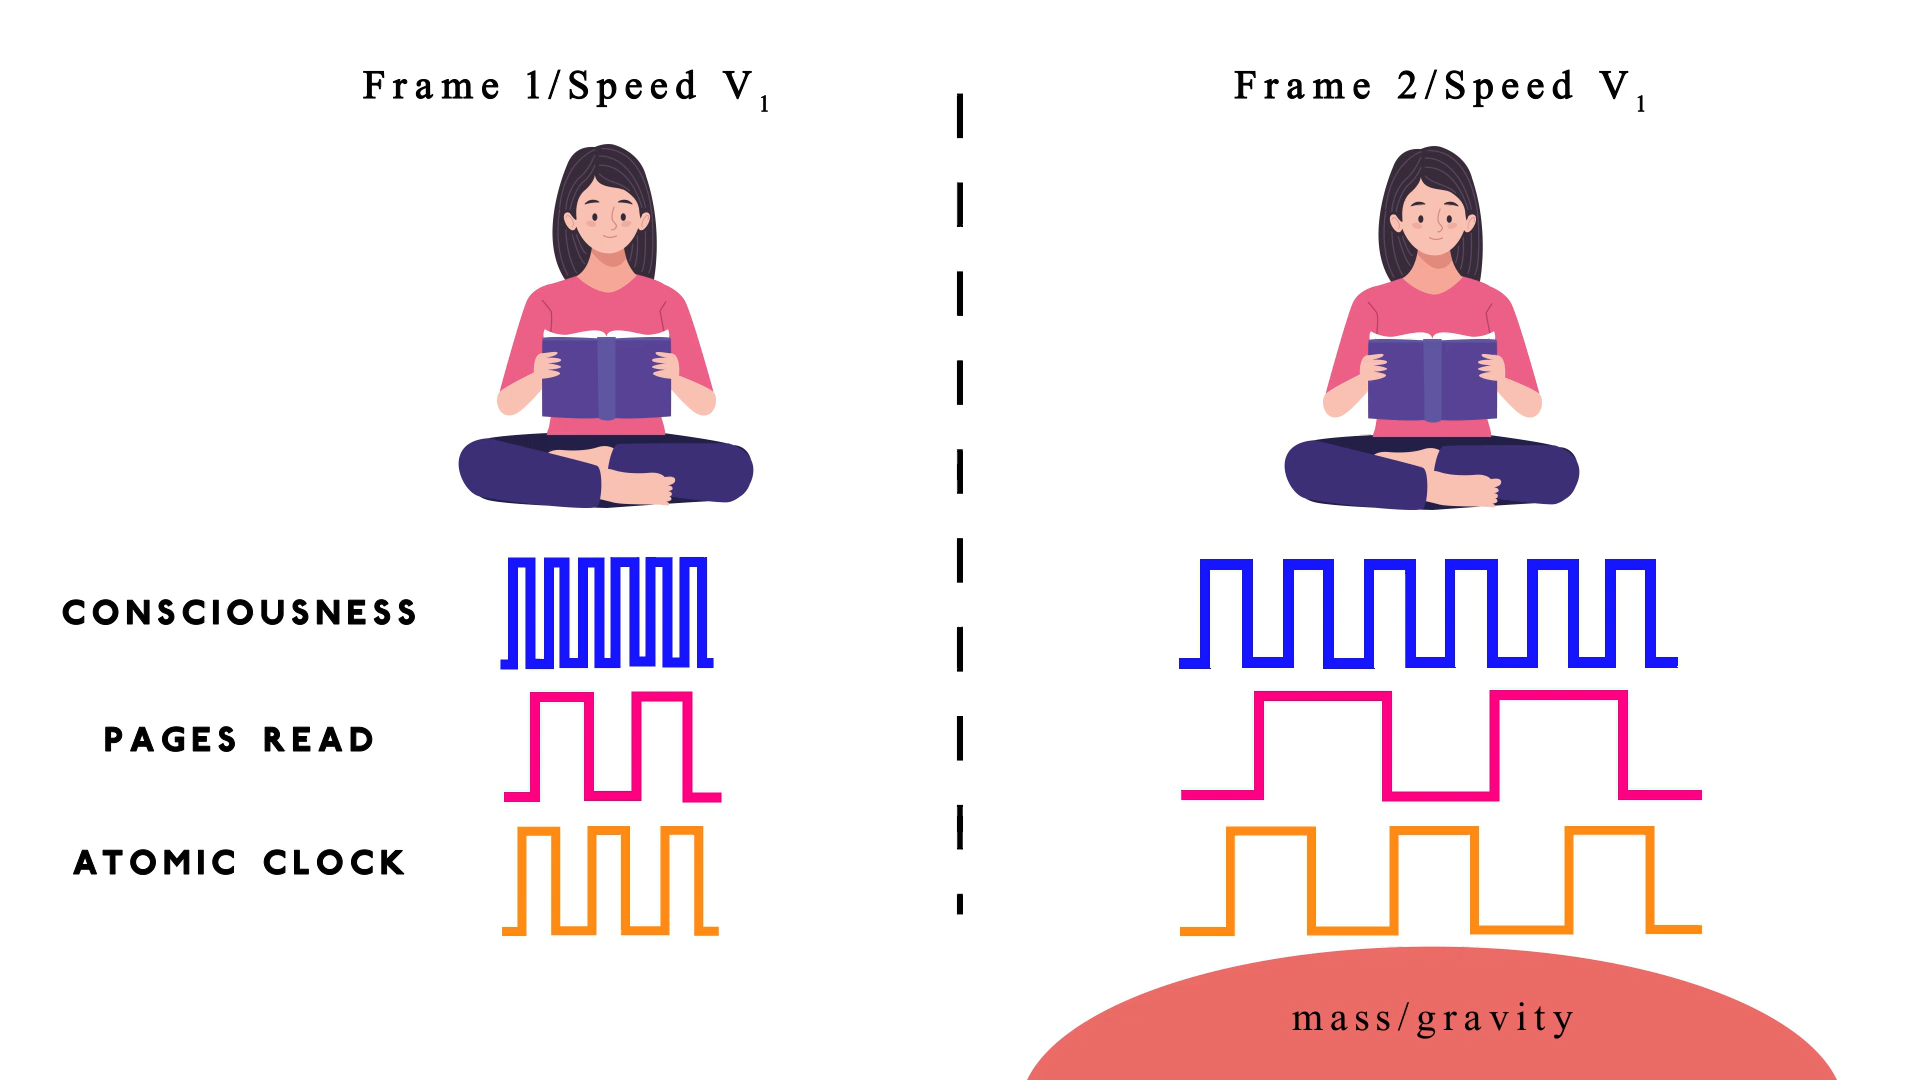 Frame 1/Speed V₁
Frame 2/Speed V₁
CONSCIOUSNESS
PAGES READ
ATOMIC CLOCK
mass/gravity